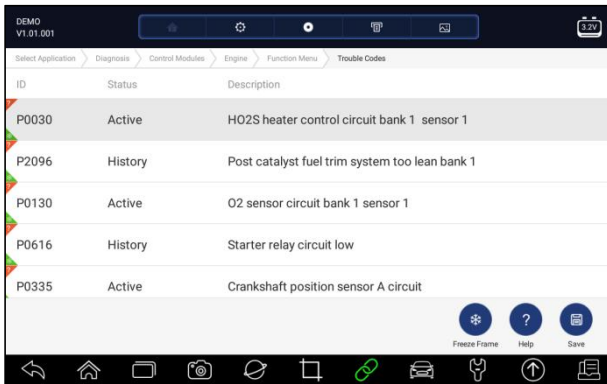 DEMO
V1.01.001
3.2V
Select Application Diagnosis Control Modules Engine Function Menu Trouble Codes
ID Status Description
P0030 Active HO2S heater control circuit bank 1 sensor 1
P2096 History Post catalyst fuel trim system too lean bank 1
P0130 Active O2 sensor circuit bank 1 sensor 1
P0616 History Starter relay circuit low
P0335 Active Crankshaft position sensor A circuit
Freeze Frame Help Save